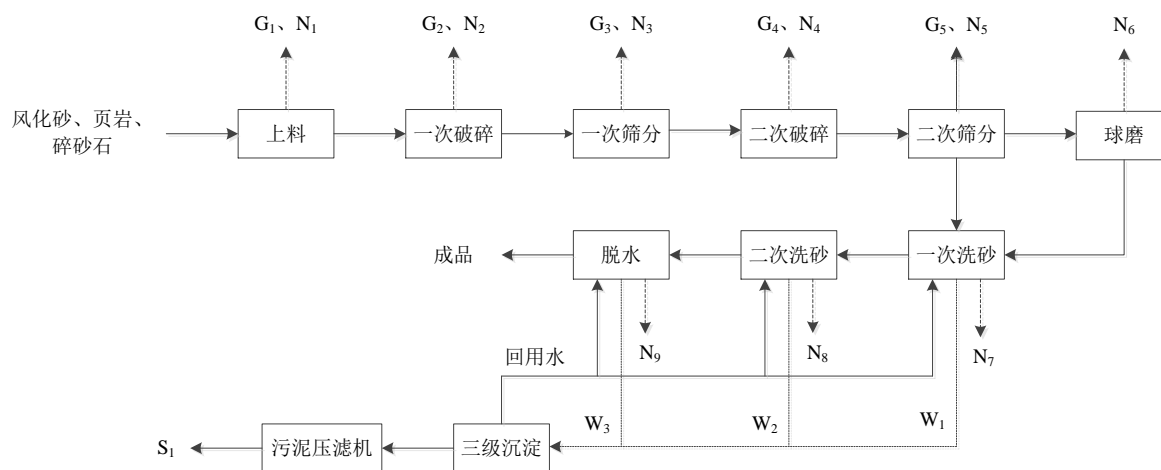 G₁、N₁
G₂、N₂
G₃、N₃
G₄、N₄
G₅、N₅
N₆
风化砂、页岩、
碎砂石
上料
一次破碎
一次筛分
二次破碎
二次筛分
球磨
成品
脱水
二次洗砂
一次洗砂
回用水
N₉
N₈
N₇
W₃
W₂
W₁
S₁
污泥压滤机
三级沉淀